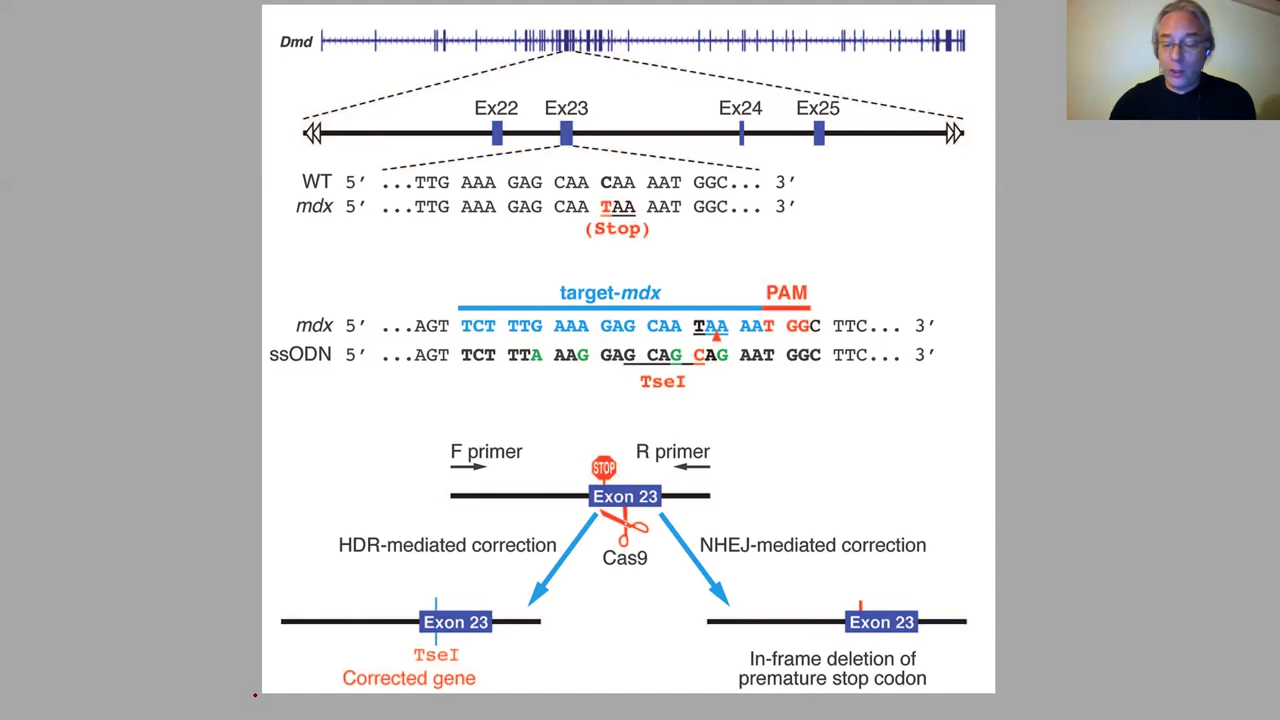 Dmd
Ex22 Ex23 Ex24 Ex25
WT 5′ ...TTG AAA GAG CAA CAA AAT GGC... 3′
mdx 5′ ...TTG AAA GAG CAA TAA AAT GGC... 3′
(Stop)
target-mdx PAM
mdx 5′ ...AGT TCT TTG AAA GAG CAA TAA AAT GGC TTC... 3′
ssODN 5′ ...AGT TCT TTA AAG GAG CAG CAG AAT GGC TTC... 3′
TseI
F primer R primer
STOP
Exon 23
HDR-mediated correction NHEJ-mediated correction
Cas9
Exon 23 Exon 23
TseI
Corrected gene
In-frame deletion of
premature stop codon